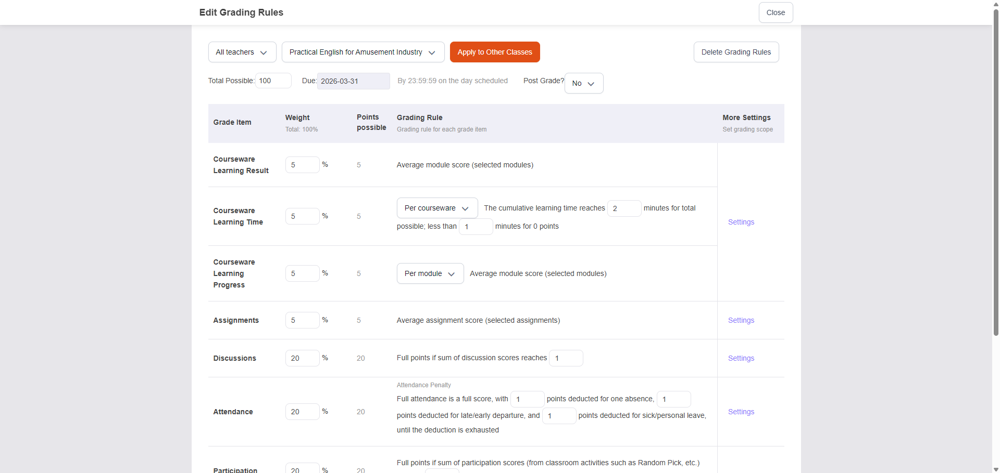 Edit Grading Rules
Close
All teachers
Practical English for Amusement Industry
Apply to Other Classes
Delete Grading Rules
Total Possible: 100
Due: 2026-03-31
By 23:59:59 on the day scheduled
Post Grade? No
Grade Item
Weight
Total: 100%
Points
possible
Grading Rule
Grading rule for each grade item
More Settings
Set grading scope
Courseware
Learning Result
5 %
5
Average module score (selected modules)
Courseware
Learning Time
5 %
5
Per courseware The cumulative learning time reaches 2 minutes for total
possible; less than 1 minutes for 0 points
Settings
Courseware
Learning
Progress
5 %
5
Per module Average module score (selected modules)
Assignments
5 %
5
Average assignment score (selected assignments)
Settings
Discussions
20 %
20
Full points if sum of discussion scores reaches 1
Settings
Attendance
20 %
20
Attendance Penalty
Full attendance is a full score, with 1 points deducted for one absence, 1
points deducted for late/early departure, and 1 points deducted for sick/personal leave,
until the deduction is exhausted
Settings
Participation
20 %
20
Full points if sum of participation scores (from classroom activities such as Random Pick, etc.)